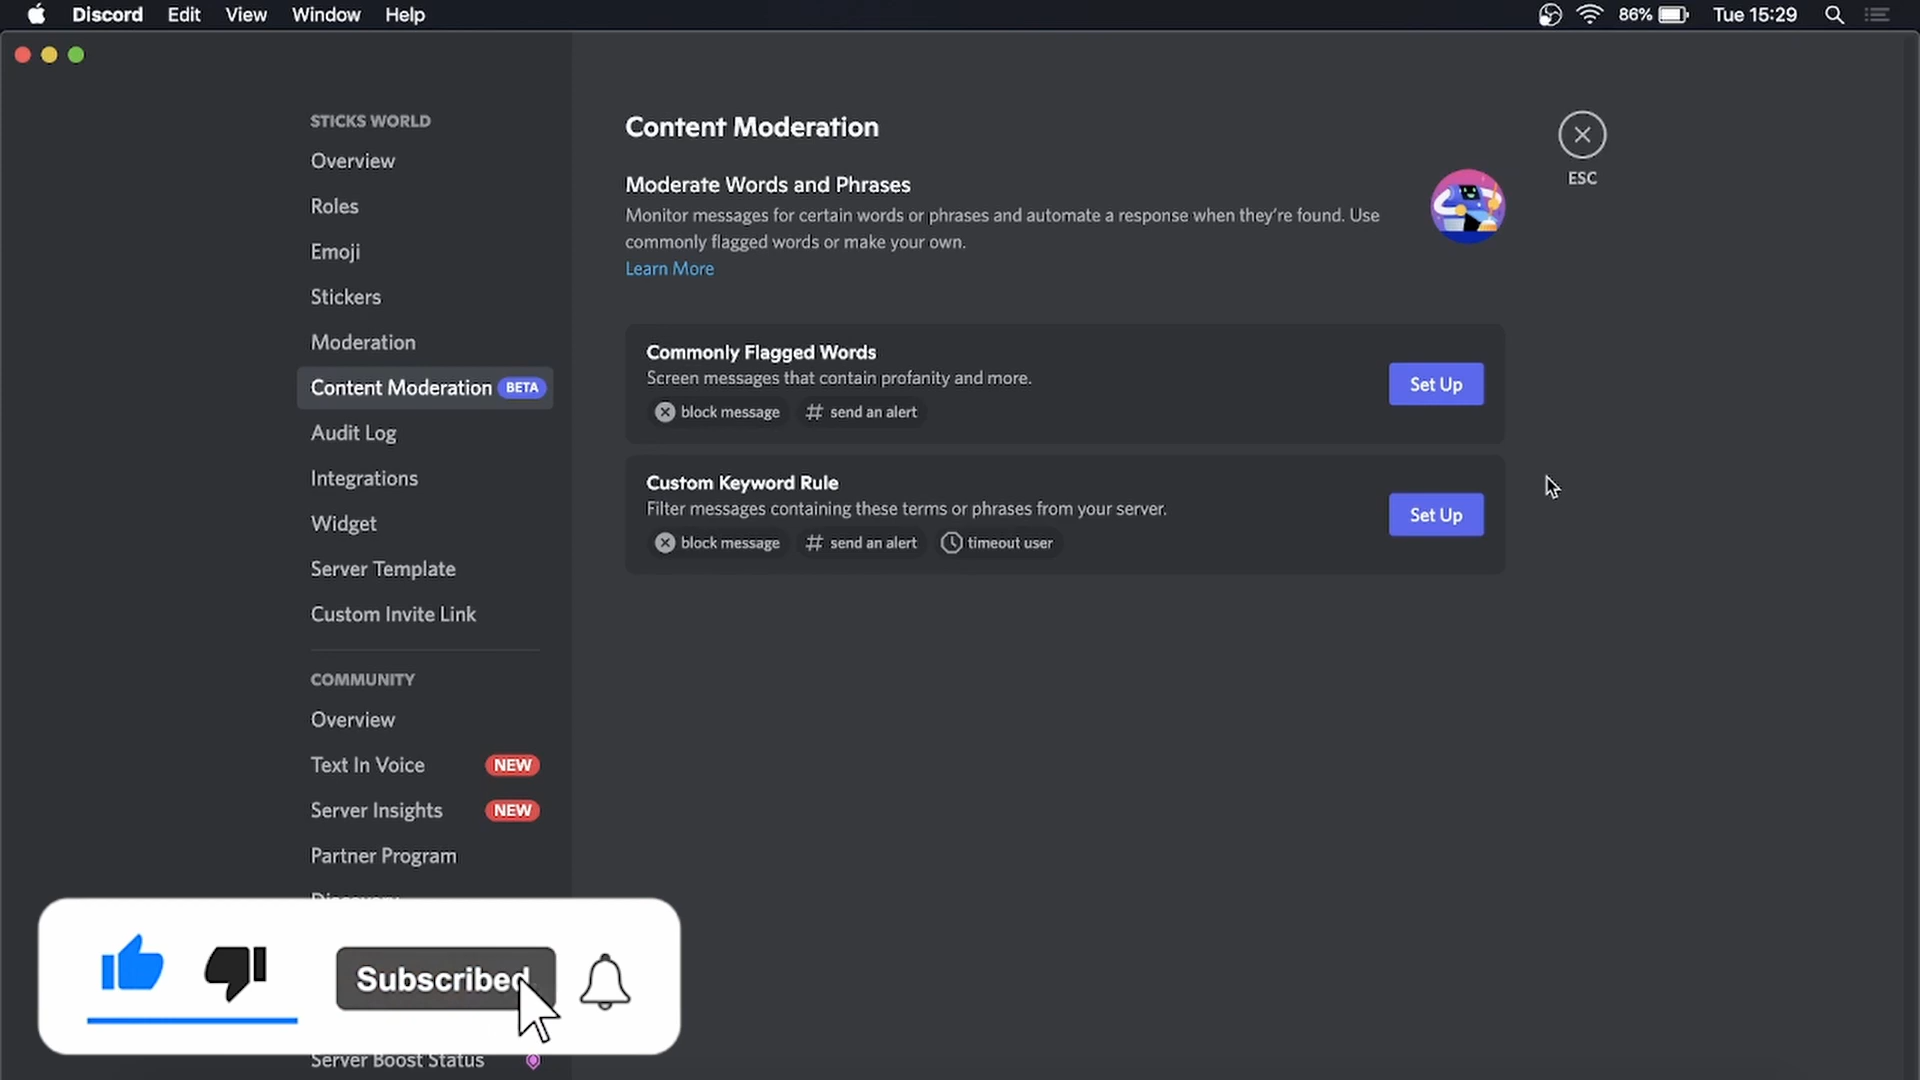 Discord Edit View Window Help 86% Tue 15:29
STICKS WORLD
Overview
Roles
Emoji
Stickers
Moderation
Content Moderation BETA
Audit Log
Integrations
Widget
Server Template
Custom Invite Link
COMMUNITY
Overview
Text In Voice NEW
Server Insights NEW
Partner Program
Discovery
Server Boost Status
Content Moderation
Moderate Words and Phrases
Monitor messages for certain words or phrases and automate a response when they're found. Use
commonly flagged words or make your own.
Learn More
ESC
Commonly Flagged Words
Screen messages that contain profanity and more.
block message send an alert
Set Up
Custom Keyword Rule
Filter messages containing these terms or phrases from your server.
block message send an alert timeout user
Set Up
Subscribed